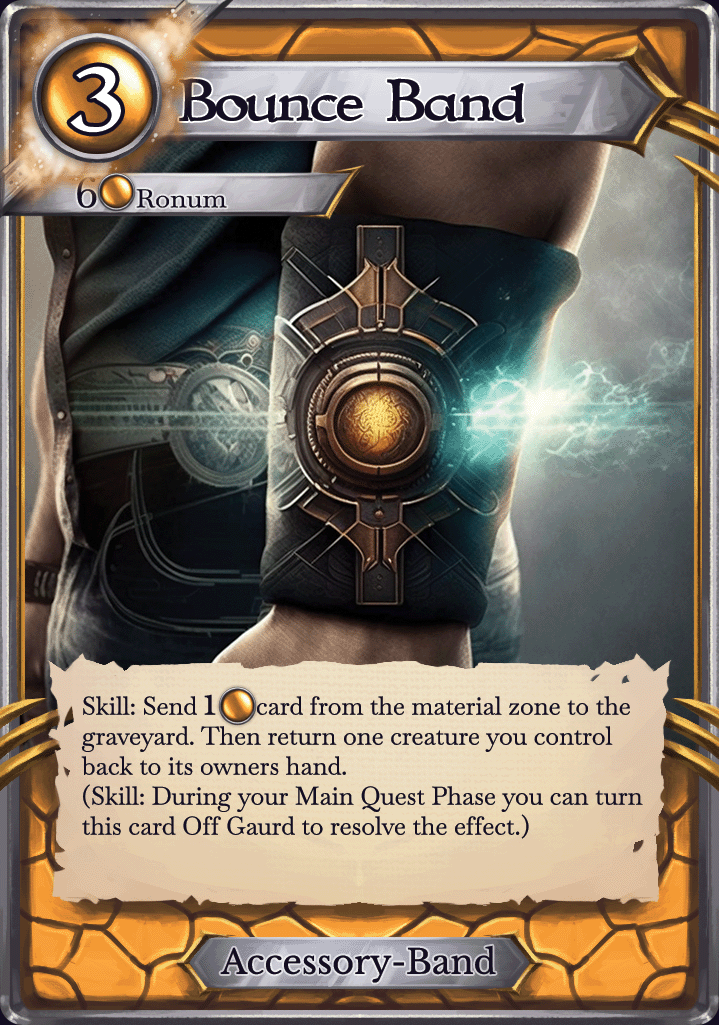 3
Bounce Band
6 Ronum
Skill: Send 1 card from the material zone to the
graveyard. Then return one creature you control
back to its owners hand.
(Skill: During your Main Quest Phase you can turn
this card Off Gaurd to resolve the effect.)
Accessory-Band